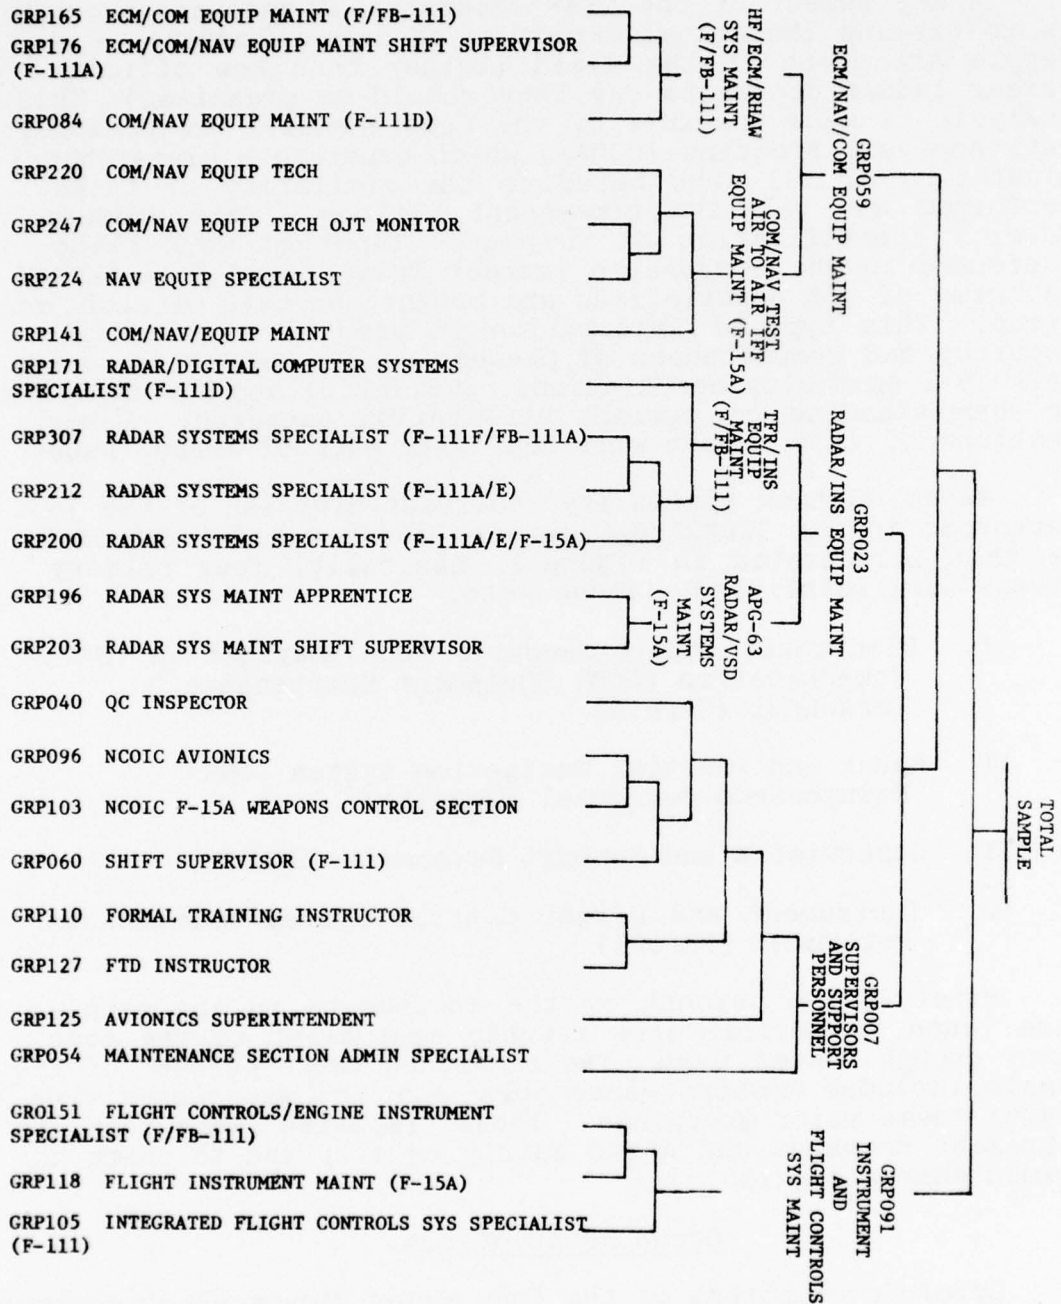 GRP165 ECM/COM EQUIP MAINT (F/FB-111)
GRP176 ECM/COM/NAV EQUIP MAINT SHIFT SUPERVISOR
(F-111A)
GRP084 COM/NAV EQUIP MAINT (F-111D)
GRP220 COM/NAV EQUIP TECH
GRP247 COM/NAV EQUIP TECH OJT MONITOR
GRP224 NAV EQUIP SPECIALIST
GRP141 COM/NAV/EQUIP MAINT
GRP171 RADAR/DIGITAL COMPUTER SYSTEMS
SPECIALIST (F-111D)
GRP307 RADAR SYSTEMS SPECIALIST (F-111F/FB-111A)
GRP212 RADAR SYSTEMS SPECIALIST (F-111A/E)
GRP200 RADAR SYSTEMS SPECIALIST (F-111A/E/F-15A)
GRP196 RADAR SYS MAINT APPRENTICE
GRP203 RADAR SYS MAINT SHIFT SUPERVISOR
GRP040 QC INSPECTOR
GRP096 NCOIC AVIONICS
GRP103 NCOIC F-15A WEAPONS CONTROL SECTION
GRP060 SHIFT SUPERVISOR (F-111)
GRP110 FORMAL TRAINING INSTRUCTOR
GRP127 FTD INSTRUCTOR
GRP125 AVIONICS SUPERINTENDENT
GRP054 MAINTENANCE SECTION ADMIN SPECIALIST
GRO151 FLIGHT CONTROLS/ENGINE INSTRUMENT
SPECIALIST (F/FB-111)
GRP118 FLIGHT INSTRUMENT MAINT (F-15A)
GRP105 INTEGRATED FLIGHT CONTROLS SYS SPECIALIST
(F-111)
HF/ECM/RHAW
SYS MAINT
(F/FB-111)
COM/NAV TEST
AIR TO AIR IFF
EQUIP MAINT (F-15A)
TFR/INS
EQUIP
MAINT
(F/FB-111)
APG-63
RADAR/VSD
SYSTEMS
MAINT
(F-15A)
GRP059
ECM/NAV/COM EQUIP MAINT
GRP023
RADAR/INS EQUIP MAINT
GRP007
SUPERVISORS
AND SUPPORT
PERSONNEL
GRP091
INSTRUMENT
AND
FLIGHT CONTROLS
SYS MAINT
TOTAL
SAMPLE